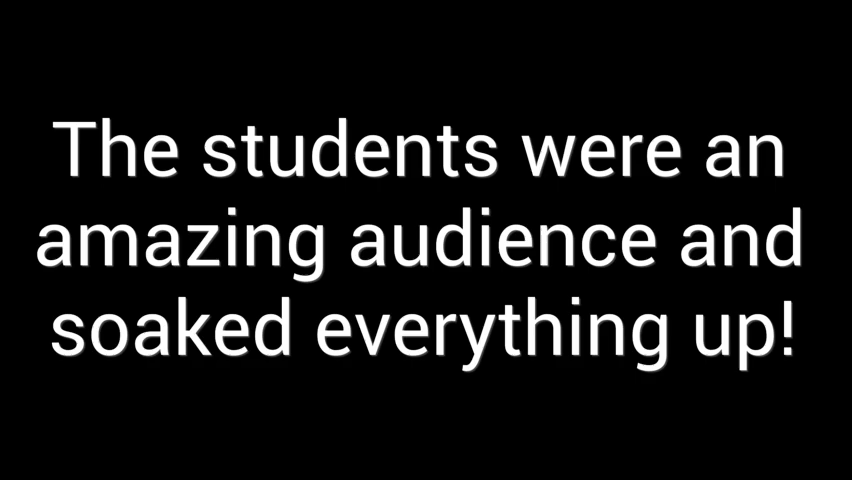 The students were an
amazing audience and
soaked everything up!